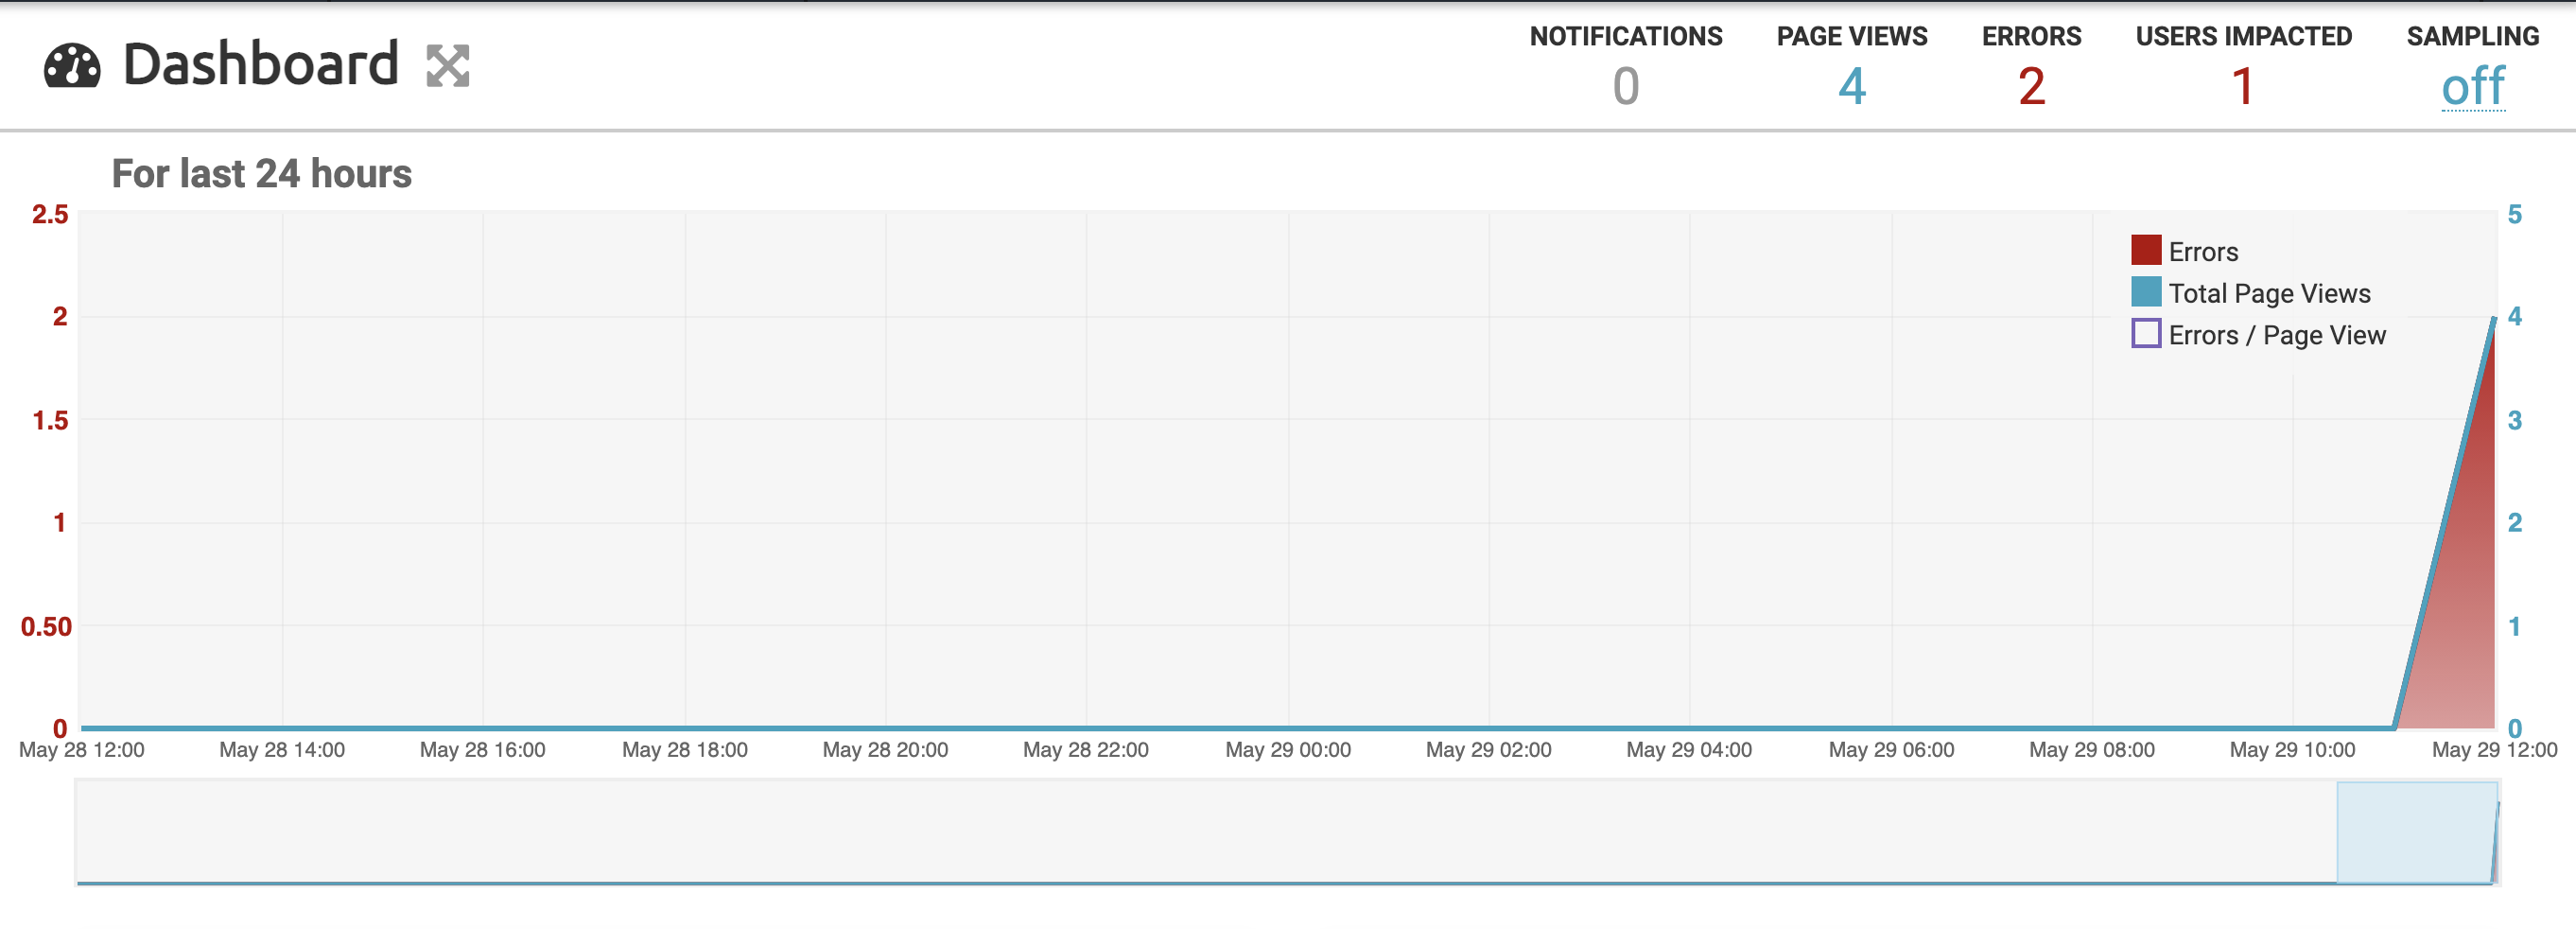 Dashboard
NOTIFICATIONS PAGE VIEWS ERRORS USERS IMPACTED SAMPLING
0 4 2 1 off
For last 24 hours
2.5
2
1.5
1
0.50
0
5
4
3
2
1
0
Errors
Total Page Views
Errors / Page View
May 28 12:00 May 28 14:00 May 28 16:00 May 28 18:00 May 28 20:00 May 28 22:00 May 29 00:00 May 29 02:00 May 29 04:00 May 29 06:00 May 29 08:00 May 29 10:00 May 29 12:00